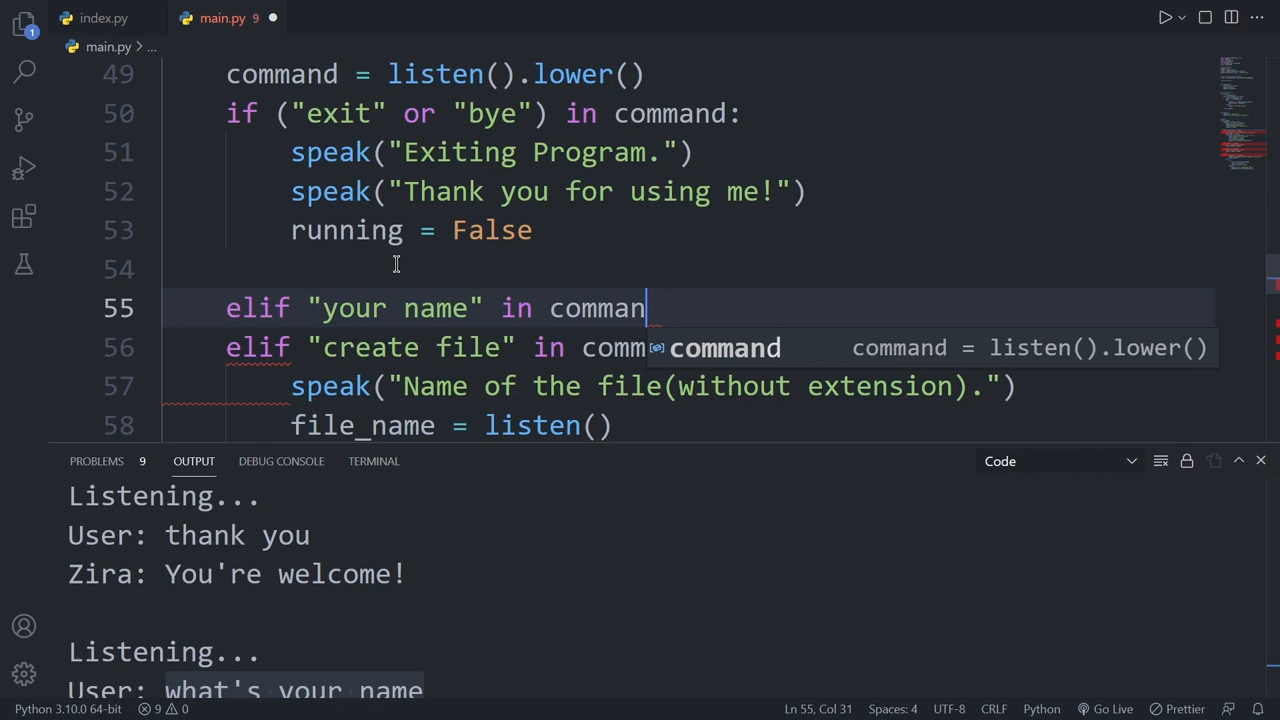 index.py
main.py 9
main.py > ...
1
49 command = listen().lower()
50 if ("exit" or "bye") in command:
51 speak("Exiting Program.")
52 speak("Thank you for using me!")
53 running = False
54
55 elif "your name" in comman
56 elif "create file" in comm
command command = listen().lower()
57 speak("Name of the file(without extension).")
58 file_name = listen()
PROBLEMS 9 OUTPUT DEBUG CONSOLE TERMINAL Code
Listening...
User: thank you
Zira: You're welcome!
Listening...
User: what's your name
Python 3.10.0 64-bit 9 0 Ln 55, Col 31 Spaces: 4 UTF-8 CRLF Python Go Live Prettier